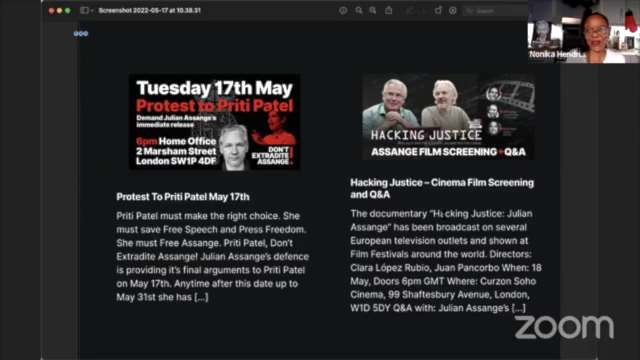 Screenshot 2022-05-17 at 10.38.31
Search
Nonika Hendri...
Tuesday 17th May
Protest to Priti Patel
Demand Julian Assange's
immediate release
6pm Home Office
2 Marsham Street
London SW1P 4DF
DON'T
EXTRADITE
ASSANGE
HACKING JUSTICE
ASSANGE FILM SCREENING + Q&A
Protest To Priti Patel May 17th
Priti Patel must make the right choice. She
must save Free Speech and Press Freedom.
She must Free Assange. Priti Patel, Don't
Extradite Assange! Julian Assange's defence
is providing it's final arguments to Priti Patel
on May 17th. Anytime after this date up to
May 31st she has [...]
Hacking Justice – Cinema Film Screening
and Q&A
The documentary "Hacking Justice: Julian
Assange" has been broadcast on several
European television outlets and shown at
Film Festivals around the world. Directors:
Clara López Rubio, Juan Pancorbo When: 18
May, Doors 6pm GMT Where: Curzon Soho
Cinema, 99 Shaftesbury Avenue, London,
W1D 5DY Q&A with: Julian Assange's [...]
zoom